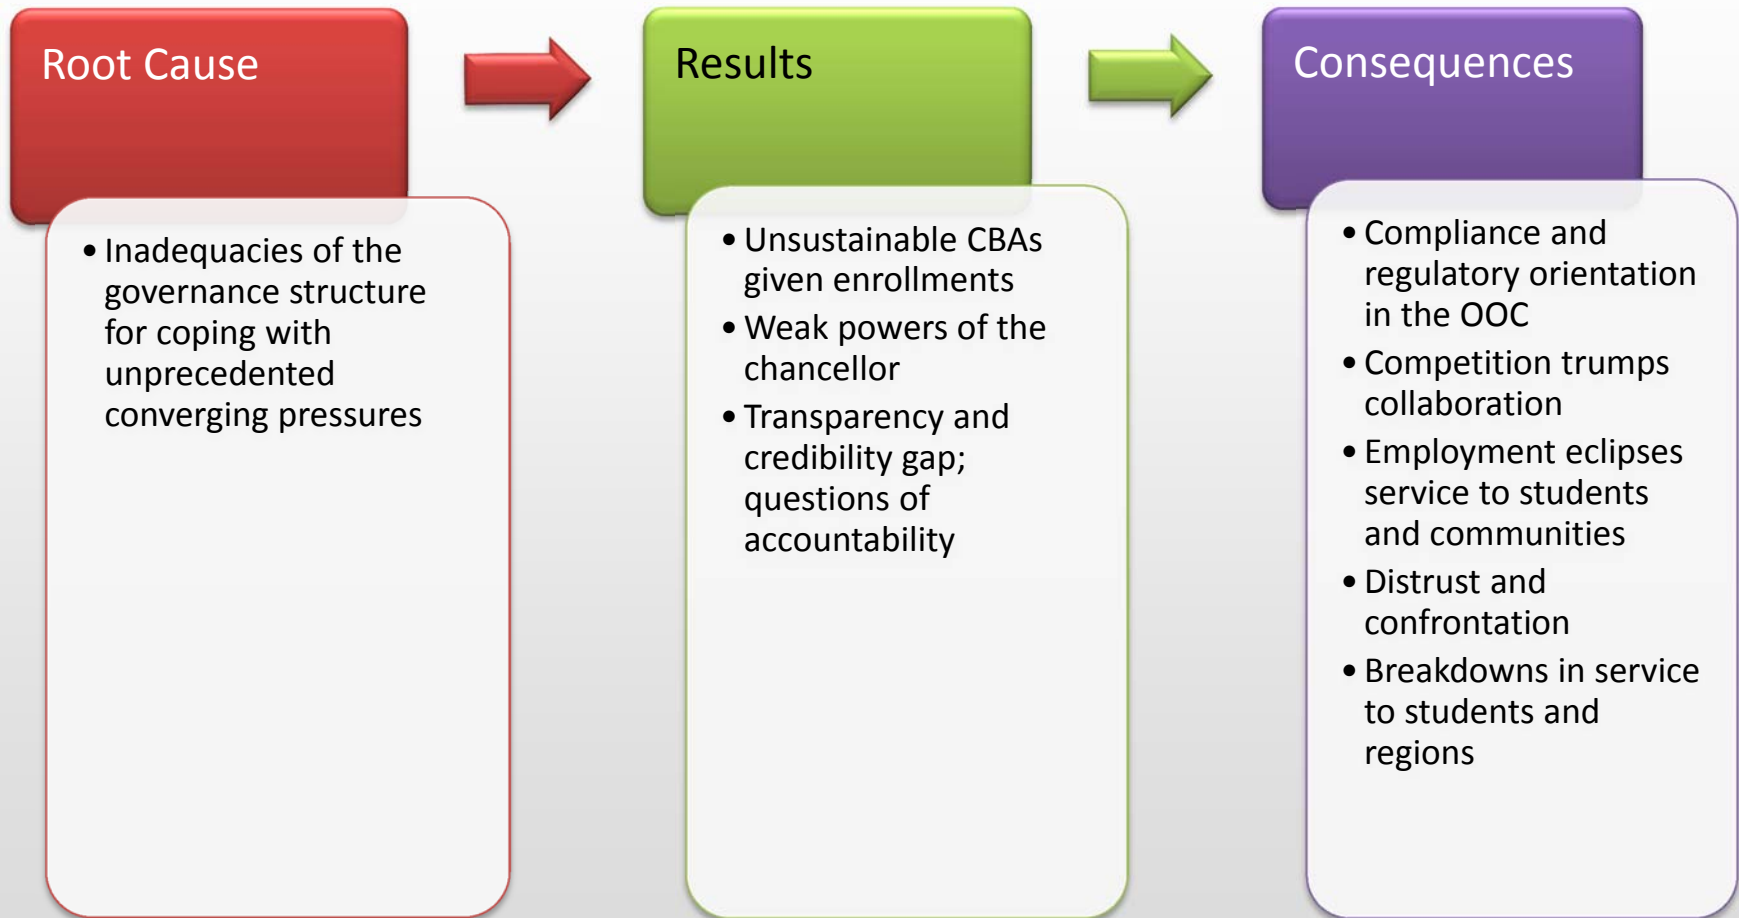 Root Cause
• Inadequacies of the
governance structure
for coping with
unprecedented
converging pressures
Results
• Unsustainable CBAs
given enrollments
• Weak powers of the
chancellor
• Transparency and
credibility gap;
questions of
accountability
Consequences
• Compliance and
regulatory orientation
in the OOC
• Competition trumps
collaboration
• Employment eclipses
service to students
and communities
• Distrust and
confrontation
• Breakdowns in service
to students and
regions